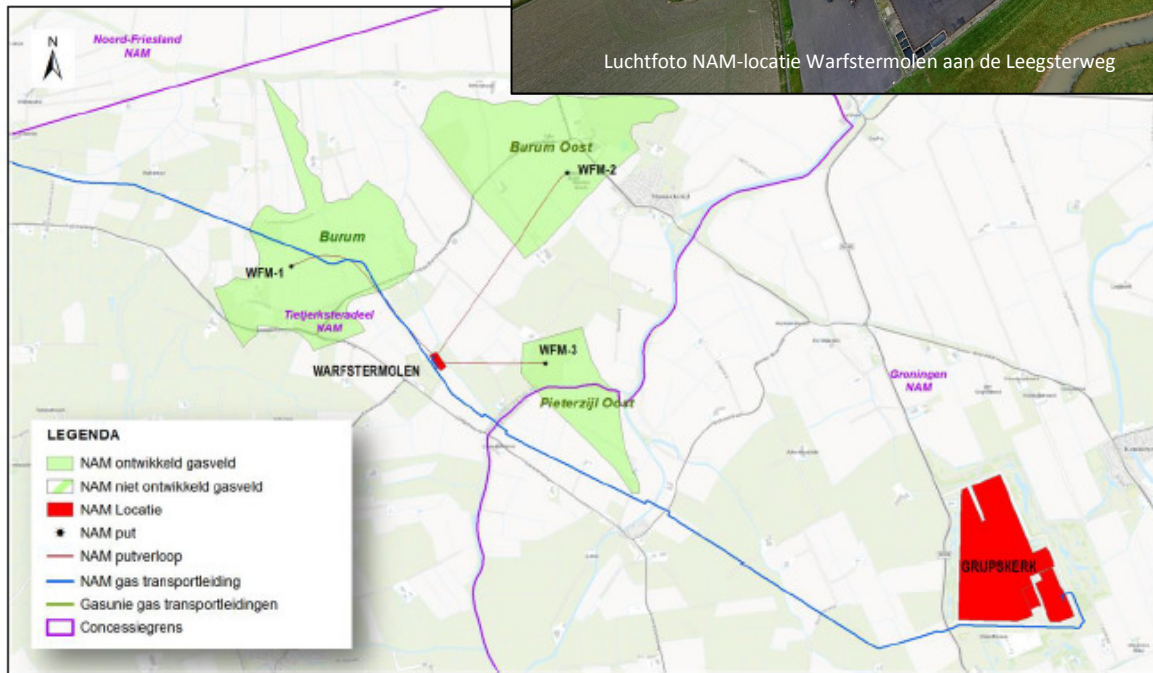 Luchtfoto NAM-locatie Warfstermolen aan de Leegsterweg
Noord-Friesland
NAM
N
Burum Oost
WFM-2
Burum
WFM-1
Tietjerksteradeel
NAM
WFM-3
WARFSTERMOLEN
Pieterzijl Oost
Groningen
NAM
GRIJPSKERK
LEGENDA
NAM ontwikkeld gasveld
NAM niet ontwikkeld gasveld
NAM Locatie
NAM put
NAM putverloop
NAM gas transportleiding
Gasunie gas transportleidingen
Concessiegrens